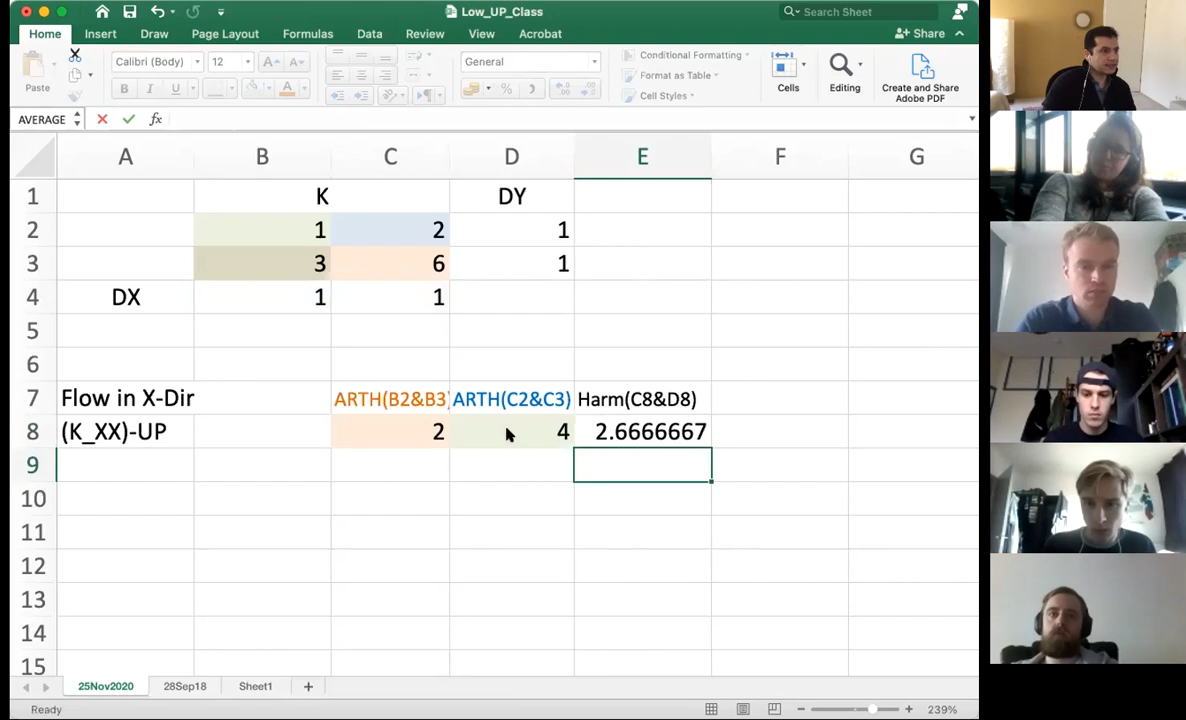 Low_UP_Class
Search Sheet
Home Insert Draw Page Layout Formulas Data Review View Acrobat Share
Paste
Calibri (Body) 12
B I U
General
Conditional Formatting
Format as Table
Cell Styles
Cells
Editing
Create and Share
Adobe PDF
AVERAGE fx
A B C D E F G
1 K DY
2 1 2 1
3 3 6 1
4 DX 1 1
5
6
7 Flow in X-Dir ARTH(B2&B3) ARTH(C2&C3) Harm(C8&D8)
8 (K_XX)-UP 2 4 2.6666667
9
10
11
12
13
14
15
25Nov2020 28Sep18 Sheet1 +
Ready 239%